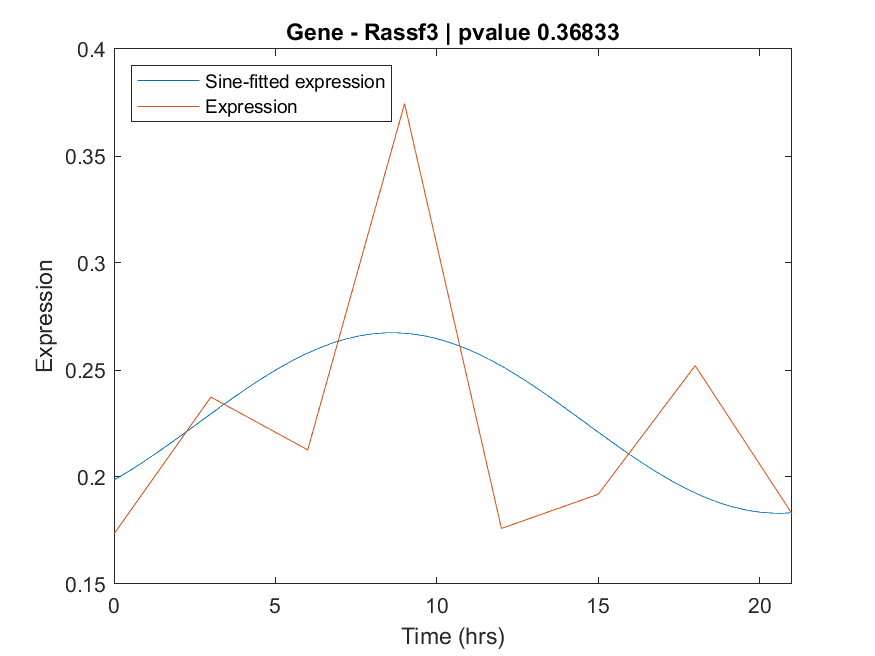 Gene - Rassf3 | pvalue 0.36833
0.4
Sine-fitted expression
Expression
0.35
0.3
Expression
0.25
0.2
0.15
0 5 10 15 20
Time (hrs)